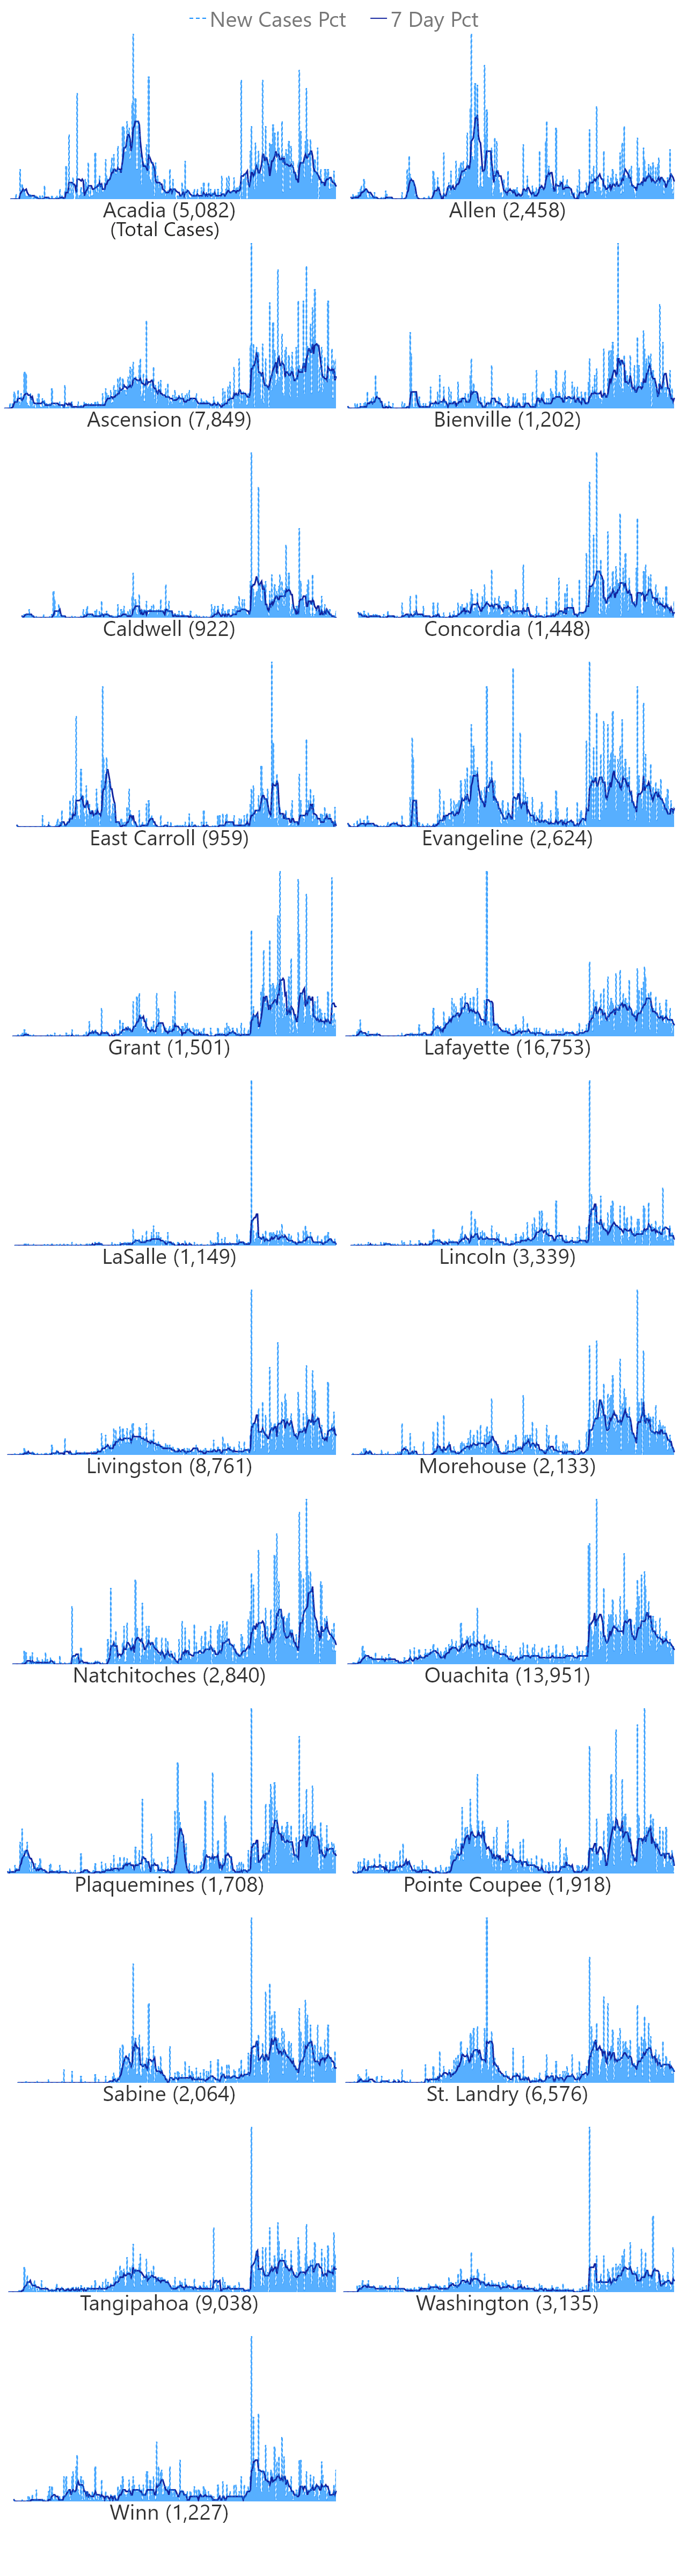 New Cases Pct 7 Day Pct
Acadia (5,082) Allen (2,458)
(Total Cases)
Ascension (7,849) Bienville (1,202)
Caldwell (922) Concordia (1,448)
East Carroll (959) Evangeline (2,624)
Grant (1,501) Lafayette (16,753)
LaSalle (1,149) Lincoln (3,339)
Livingston (8,761) Morehouse (2,133)
Natchitoches (2,840) Ouachita (13,951)
Plaquemines (1,708) Pointe Coupee (1,918)
Sabine (2,064) St. Landry (6,576)
Tangipahoa (9,038) Washington (3,135)
Winn (1,227)